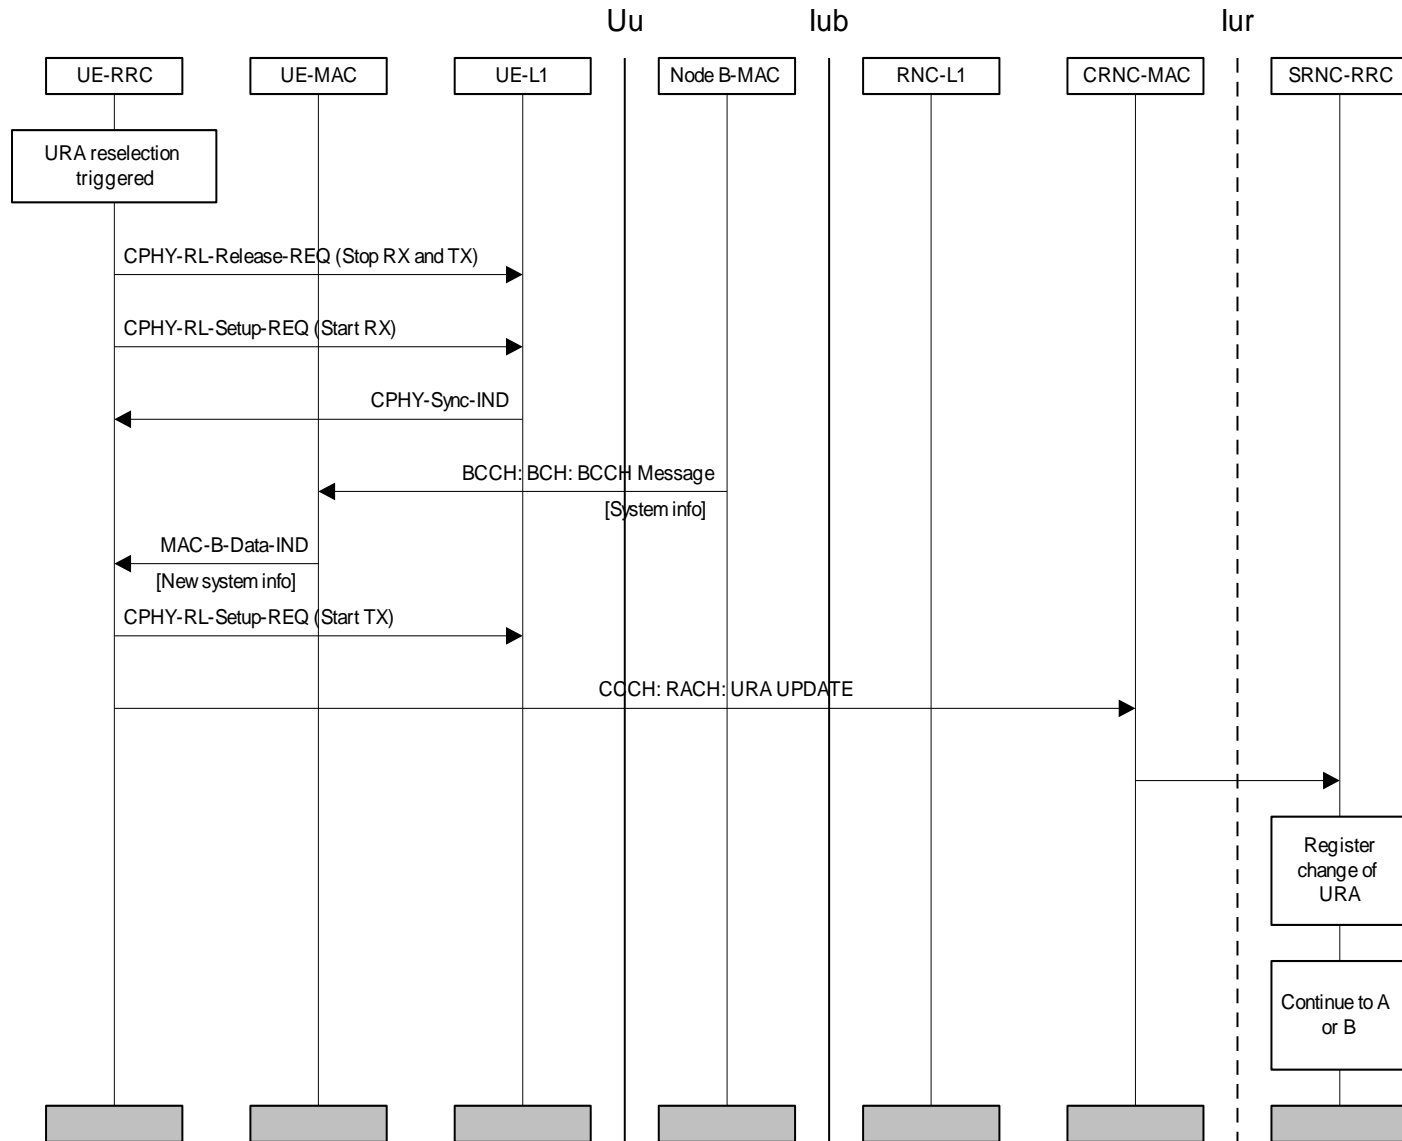 Uu
Iub
Iur
UE-RRC
UE-MAC
UE-L1
Node B-MAC
RNC-L1
CRNC-MAC
SRNC-RRC
URA reselection
triggered
CPHY-RL-Release-REQ (Stop RX and TX)
CPHY-RL-Setup-REQ (Start RX)
CPHY-Sync-IND
BCCH: BCH: BCCH Message
[System info]
MAC-B-Data-IND
[New system info]
CPHY-RL-Setup-REQ (Start TX)
CCCH: RACH: URA UPDATE
Register
change of
URA
Continue to A
or B